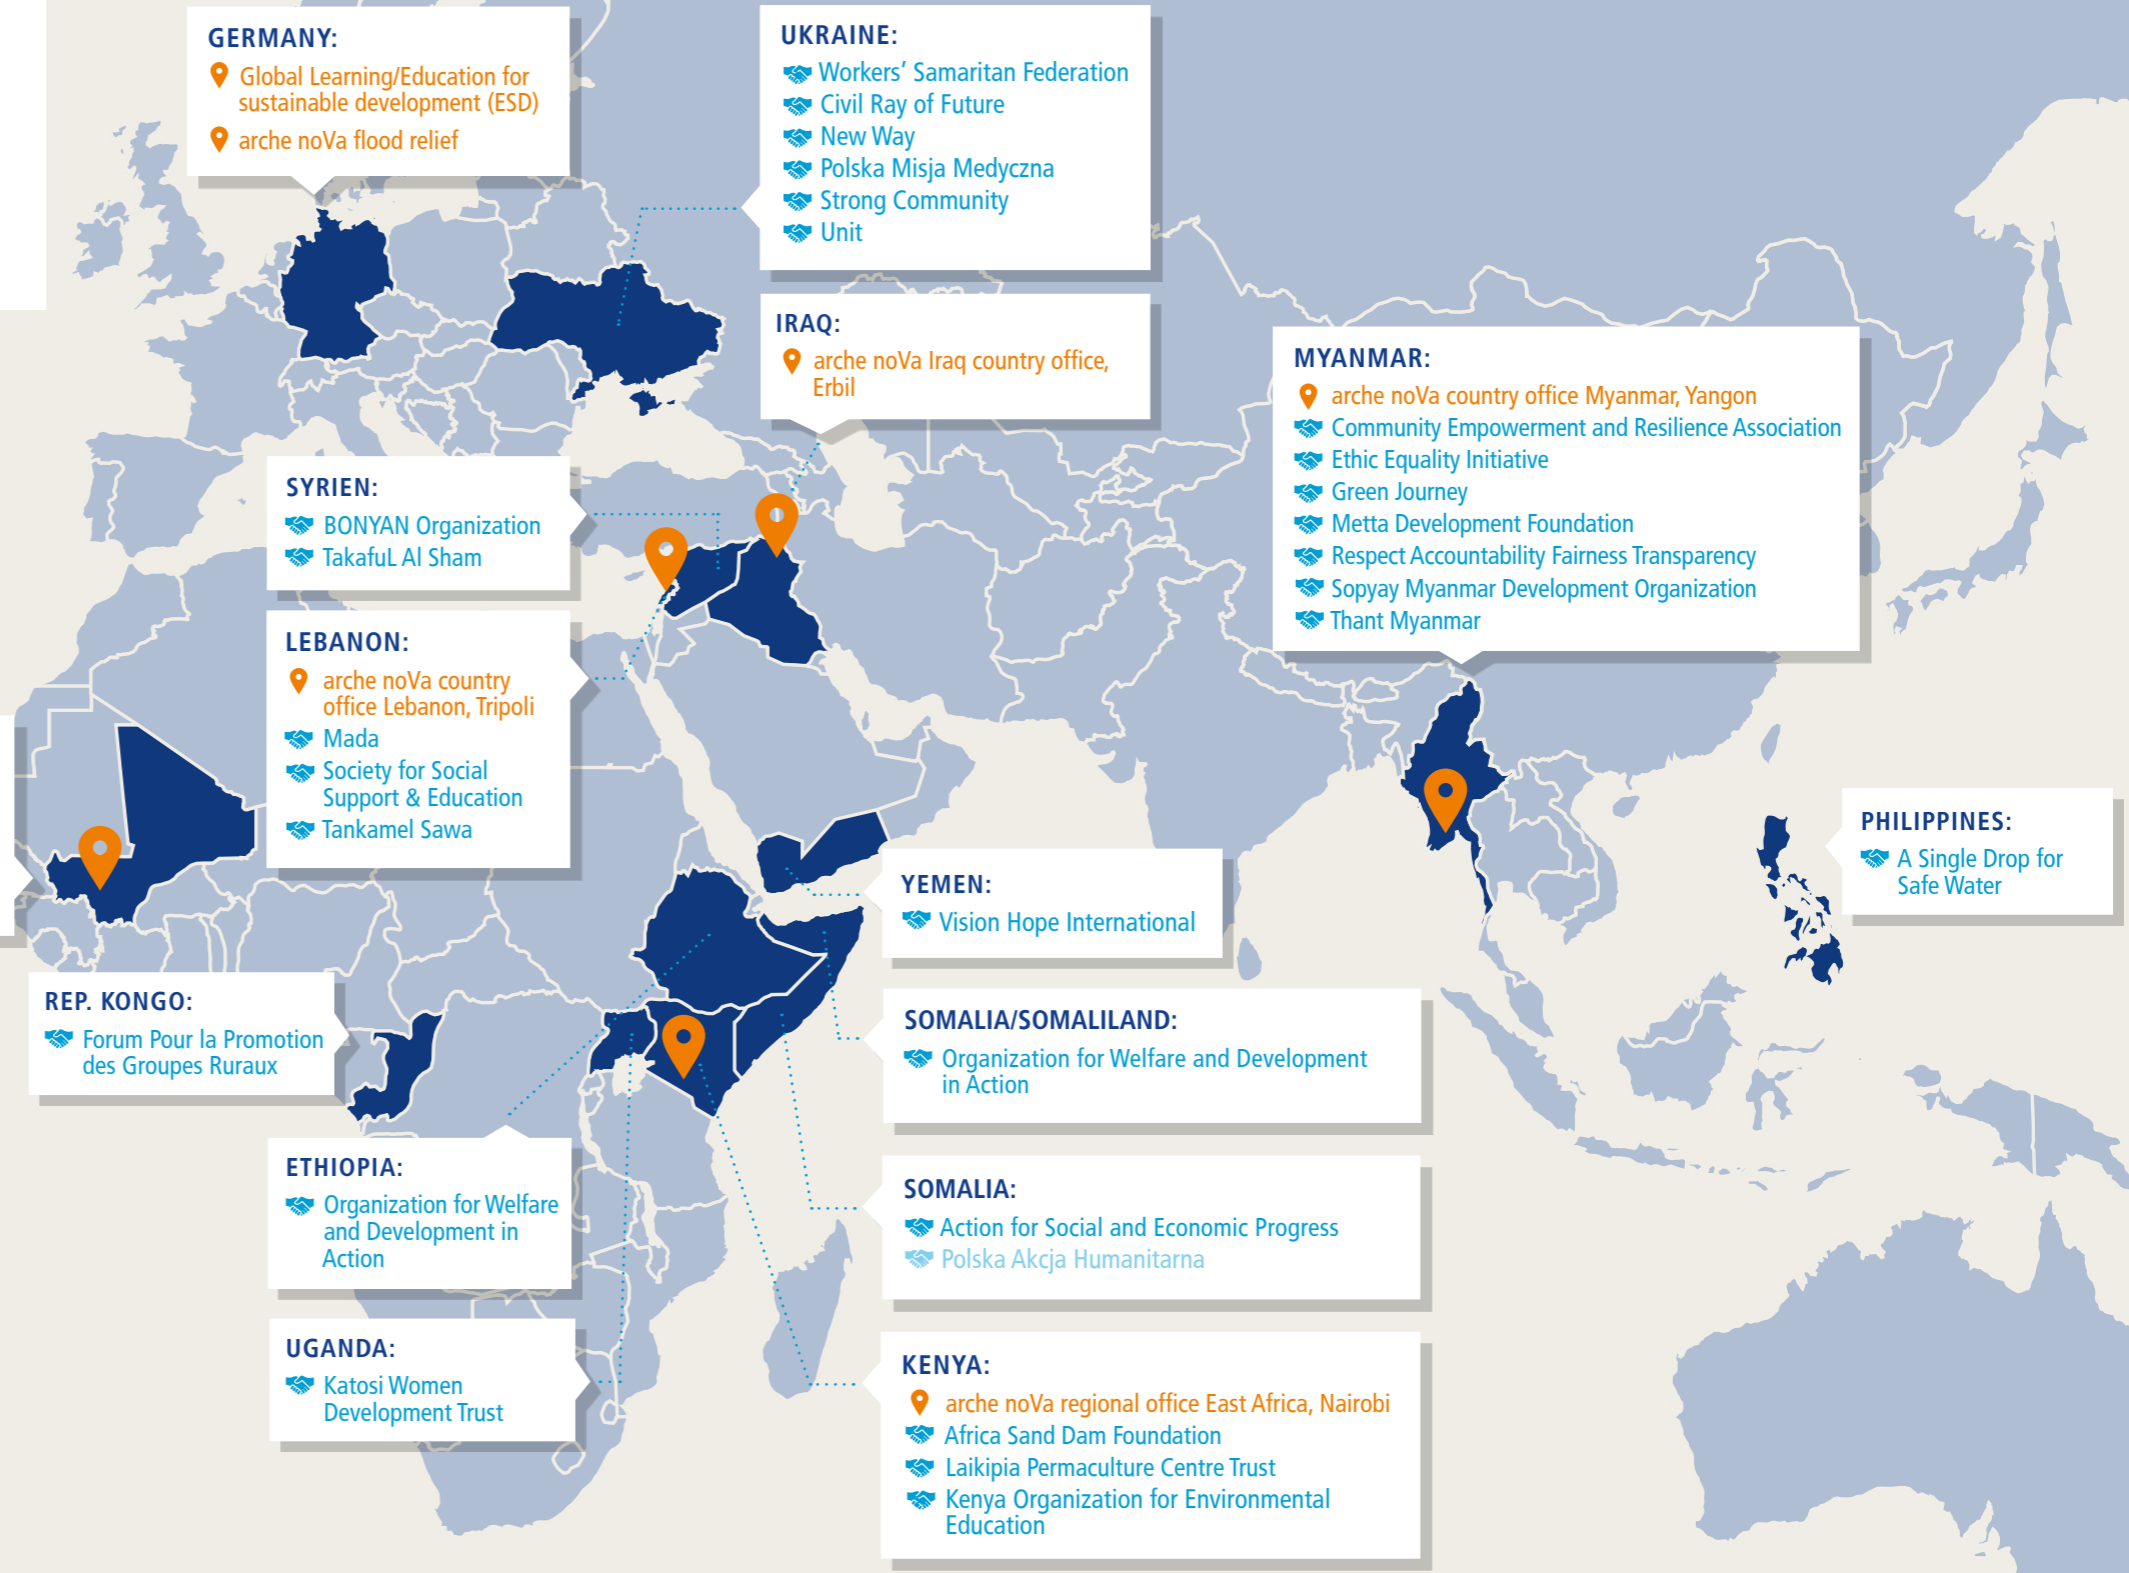 GERMANY:
Global Learning/Education for
sustainable development (ESD)
arche noVa flood relief
UKRAINE:
Workers’ Samaritan Federation
Civil Ray of Future
New Way
Polska Misja Medyczna
Strong Community
Unit
IRAQ:
arche noVa Iraq country office,
Erbil
MYANMAR:
arche noVa country office Myanmar, Yangon
Community Empowerment and Resilience Association
Ethic Equality Initiative
Green Journey
Metta Development Foundation
Respect Accountability Fairness Transparency
Sopyay Myanmar Development Organization
Thant Myanmar
SYRIEN:
BONYAN Organization
TakafuL Al Sham
LEBANON:
arche noVa country
office Lebanon, Tripoli
Mada
Society for Social
Support & Education
Tankamel Sawa
PHILIPPINES:
A Single Drop for
Safe Water
YEMEN:
Vision Hope International
REP. KONGO:
Forum Pour la Promotion
des Groupes Ruraux
SOMALIA/SOMALILAND:
Organization for Welfare and Development
in Action
ETHIOPIA:
Organization for Welfare
and Development in
Action
SOMALIA:
Action for Social and Economic Progress
Polska Akcja Humanitarna
UGANDA:
Katosi Women
Development Trust
KENYA:
arche noVa regional office East Africa, Nairobi
Africa Sand Dam Foundation
Laikipia Permaculture Centre Trust
Kenya Organization for Environmental
Education